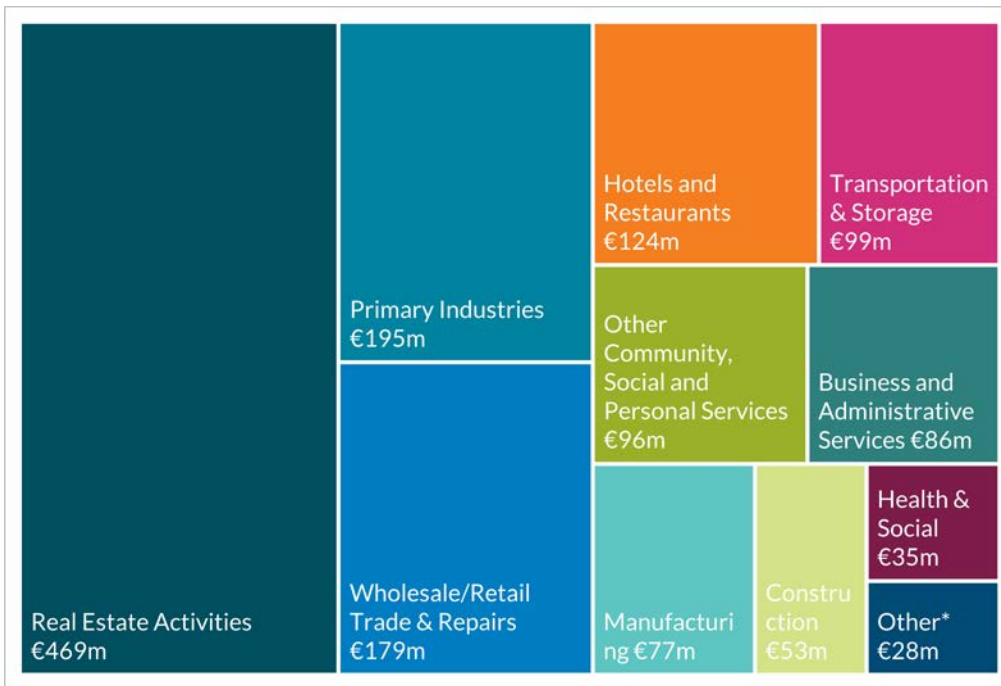 Real Estate Activities
€469m
Primary Industries
€195m
Wholesale/Retail
Trade & Repairs
€179m
Hotels and
Restaurants
€124m
Transportation
& Storage
€99m
Other
Community,
Social and
Personal Services
€96m
Business and
Administrative
Services €86m
Manufacturi
ng €77m
Constru
ction
€53m
Health &
Social
€35m
Other*
€28m